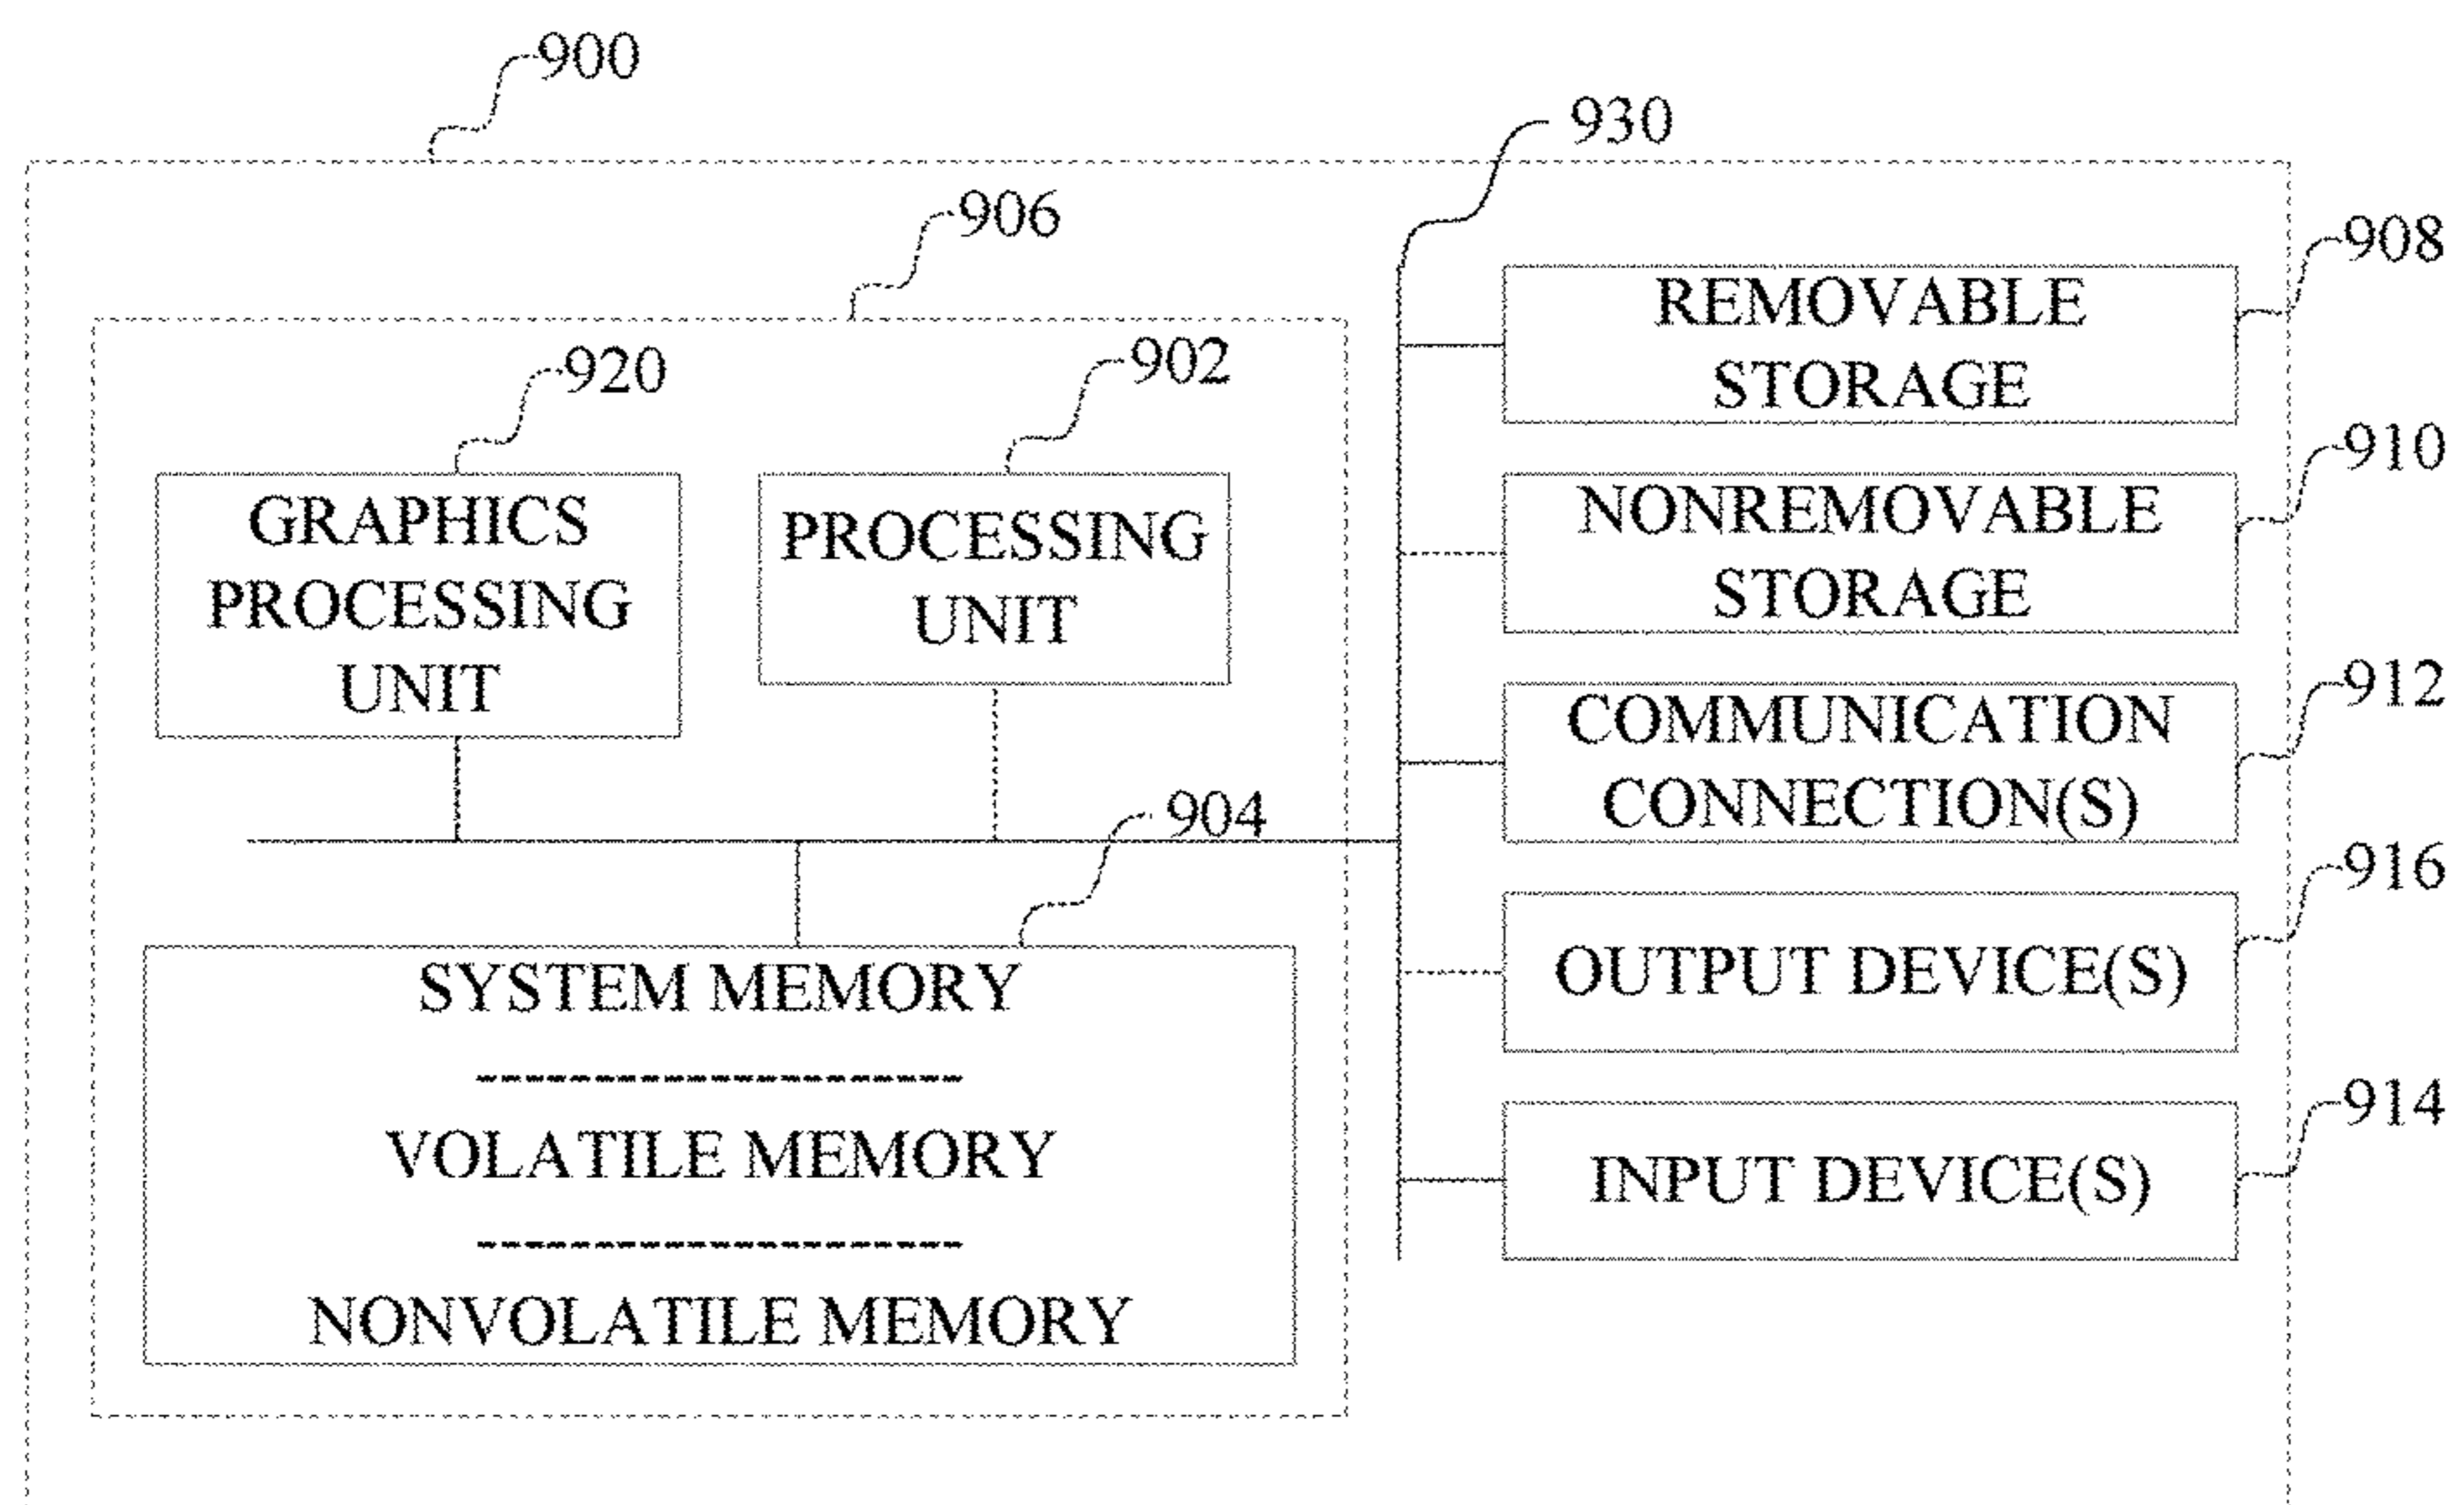 900
930
906
908
REMOVABLE
STORAGE
920
902
910
GRAPHICS
PROCESSING
UNIT
PROCESSING
UNIT
NONREMOVABLE
STORAGE
912
COMMUNICATION
CONNECTION(S)
904
916
SYSTEM MEMORY
VOLATILE MEMORY
NONVOLATILE MEMORY
OUTPUT DEVICE(S)
914
INPUT DEVICE(S)